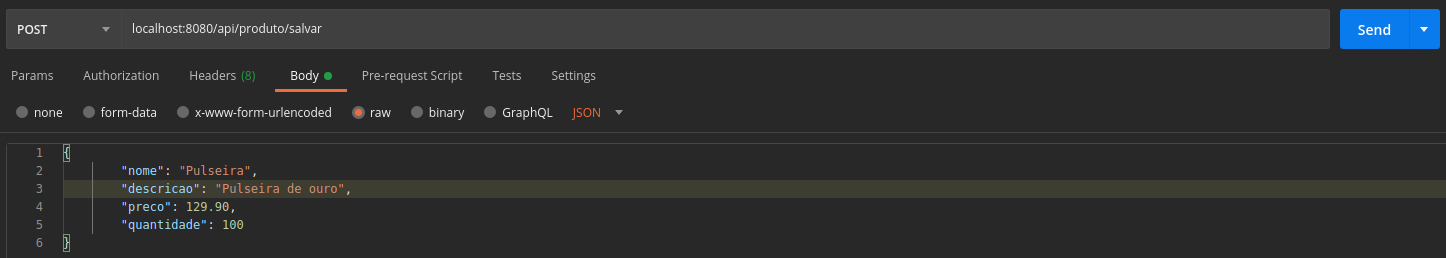 POST localhost:8080/api/produto/salvar Send
Params Authorization Headers (8) Body Pre-request Script Tests Settings
none form-data x-www-form-urlencoded raw binary GraphQL JSON
1 {
2 "nome": "Pulseira",
3 "descricao": "Pulseira de ouro",
4 "preco": 129.90,
5 "quantidade": 100
6 }